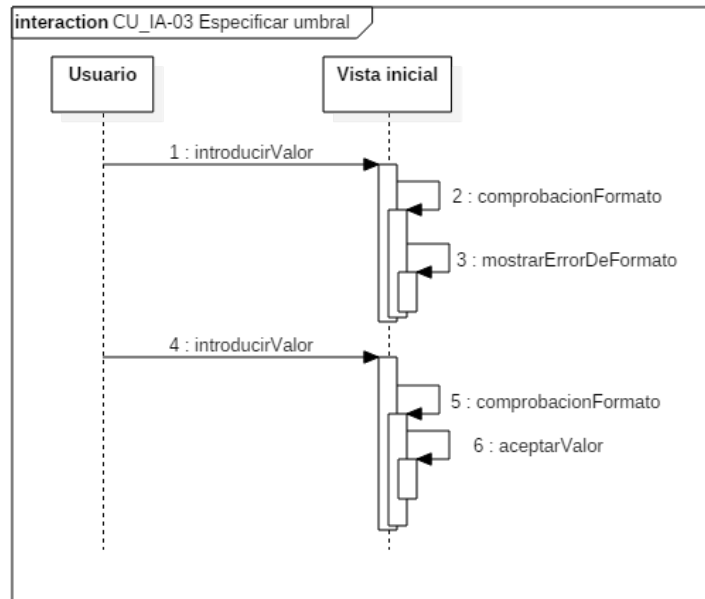 interaction CU_IA-03 Especificar umbral
Usuario
Vista inicial
1 : introducirValor
2 : comprobacionFormato
3 : mostrarErrorDeFormato
4 : introducirValor
5 : comprobacionFormato
6 : aceptarValor